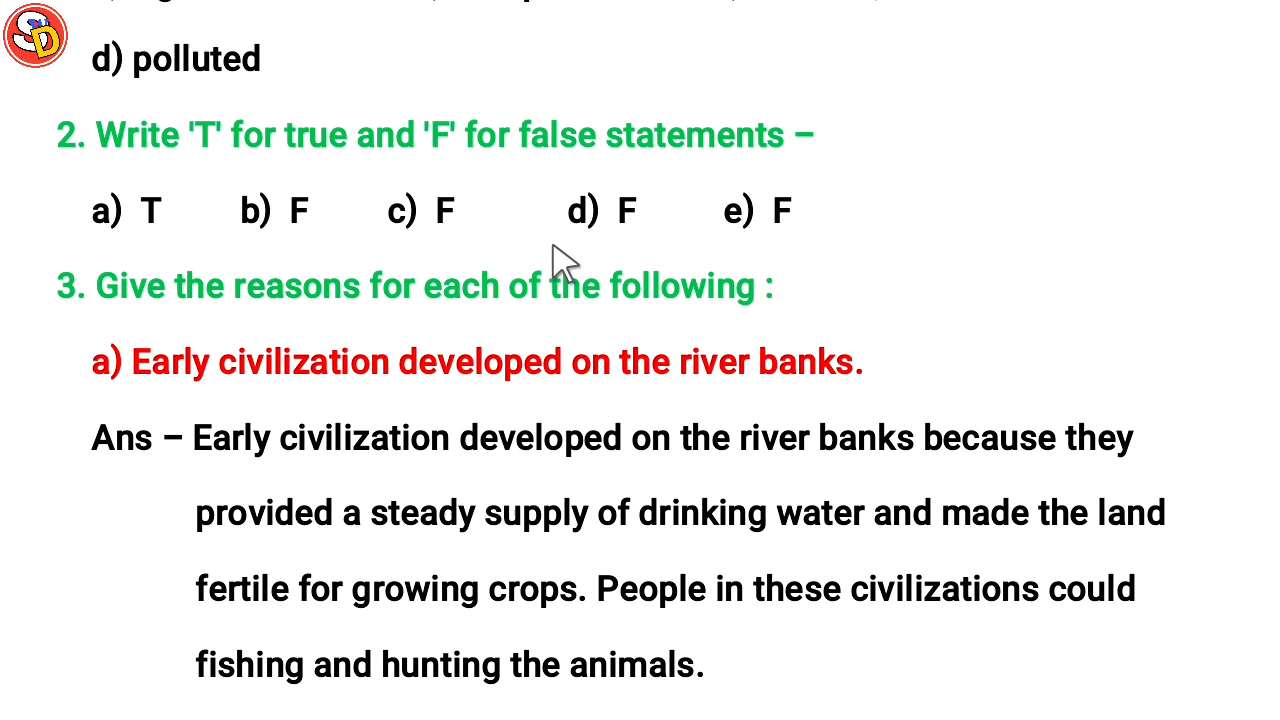 d) polluted
2. Write 'T' for true and 'F' for false statements –
a) T b) F c) F d) F e) F
3. Give the reasons for each of the following :
a) Early civilization developed on the river banks.
Ans – Early civilization developed on the river banks because they
provided a steady supply of drinking water and made the land
fertile for growing crops. People in these civilizations could
fishing and hunting the animals.